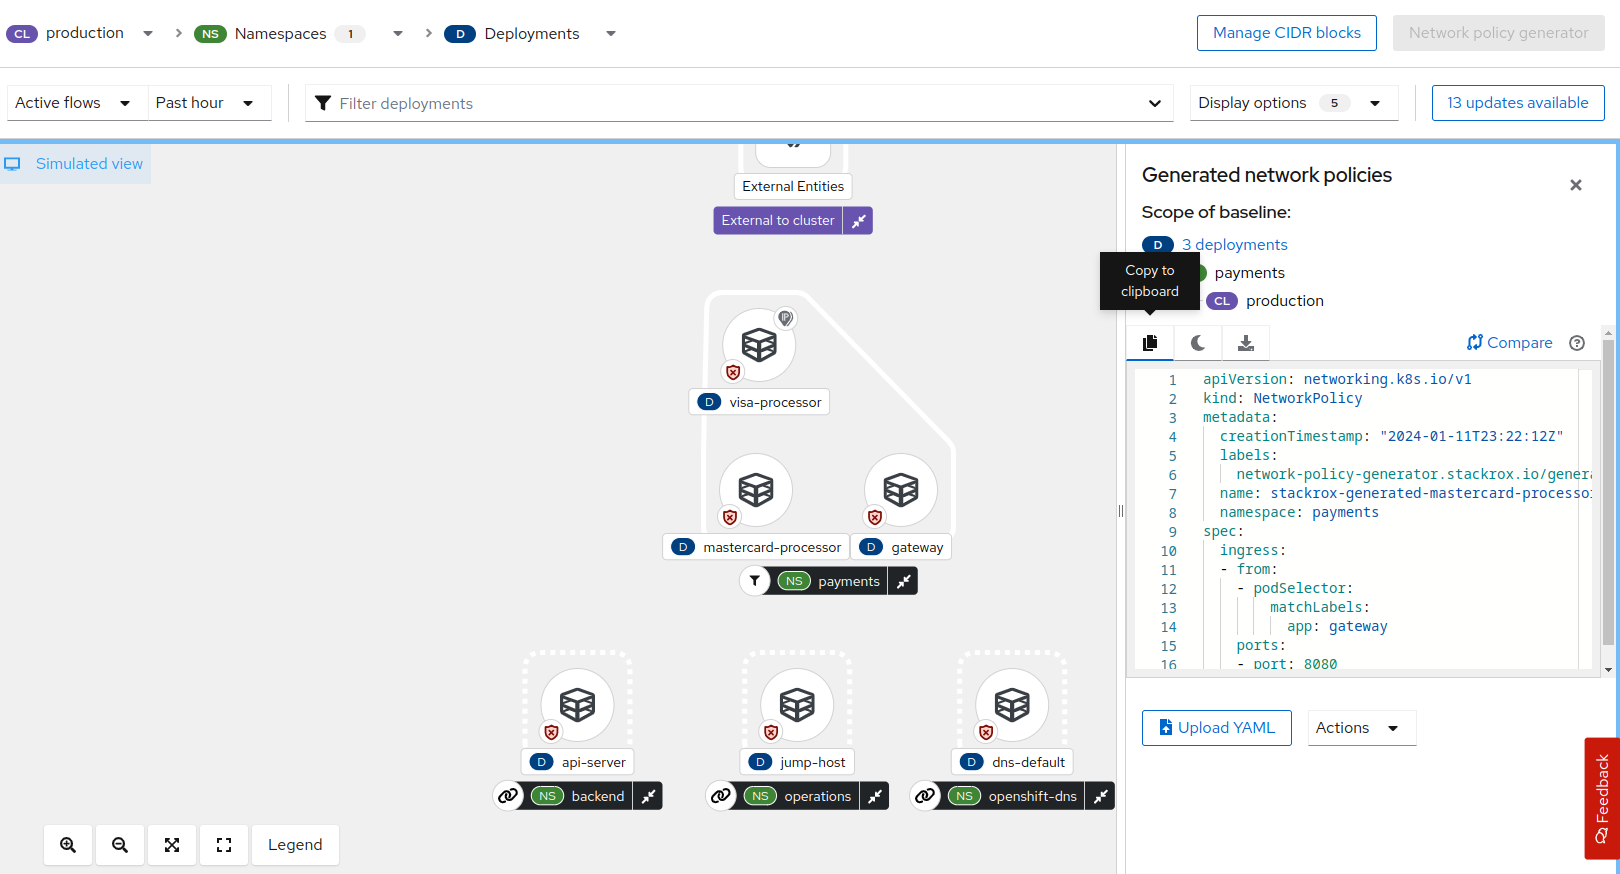 CL production > NS Namespaces 1 > D Deployments
Manage CIDR blocks
Network policy generator
Active flows
Past hour
Filter deployments
Display options 5
13 updates available
Simulated view
External Entities
External to cluster
D visa-processor
D mastercard-processor
D gateway
NS payments
D api-server
D jump-host
D dns-default
NS backend
NS operations
NS openshift-dns
Legend
Generated network policies
Scope of baseline:
D 3 deployments
payments
CL production
Copy to
clipboard
Compare
1 apiVersion: networking.k8s.io/v1
2 kind: NetworkPolicy
3 metadata:
4 creationTimestamp: "2024-01-11T23:22:12Z"
5 labels:
6 network-policy-generator.stackrox.io/genera
7 name: stackrox-generated-mastercard-processo
8 namespace: payments
9 spec:
10 ingress:
11 - from:
12 - podSelector:
13 matchLabels:
14 app: gateway
15 ports:
16 - port: 8080
Upload YAML
Actions
Feedback